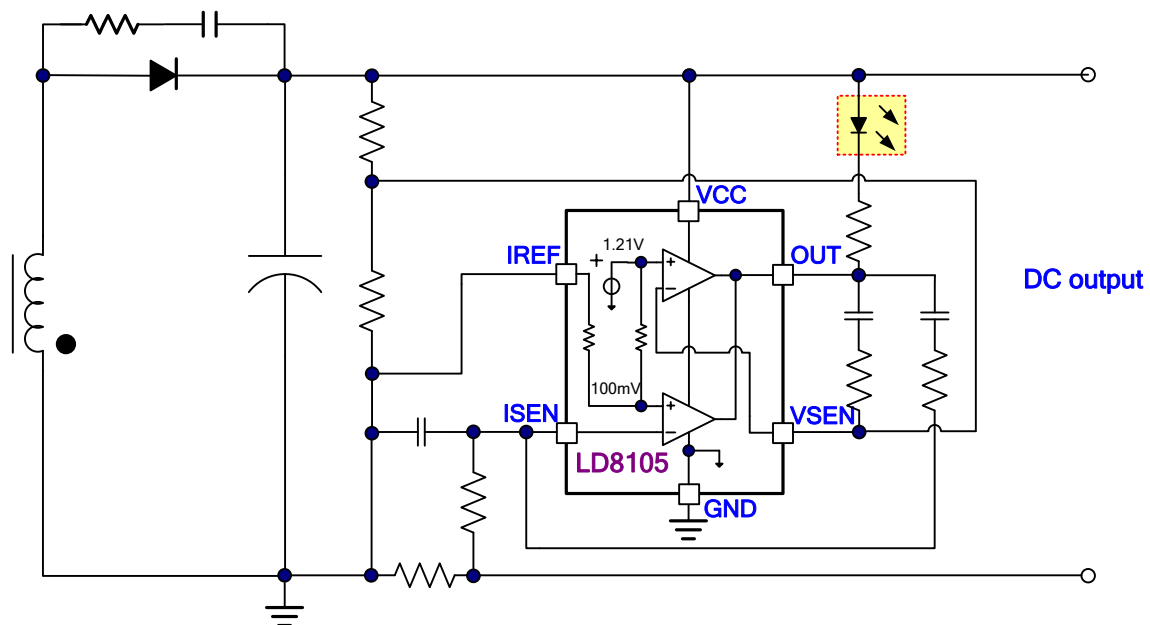 VCC
IREF
+
1.21V
OUT
+
−
DC output
100mV
ISEN
+
−
VSEN
LD8105
GND